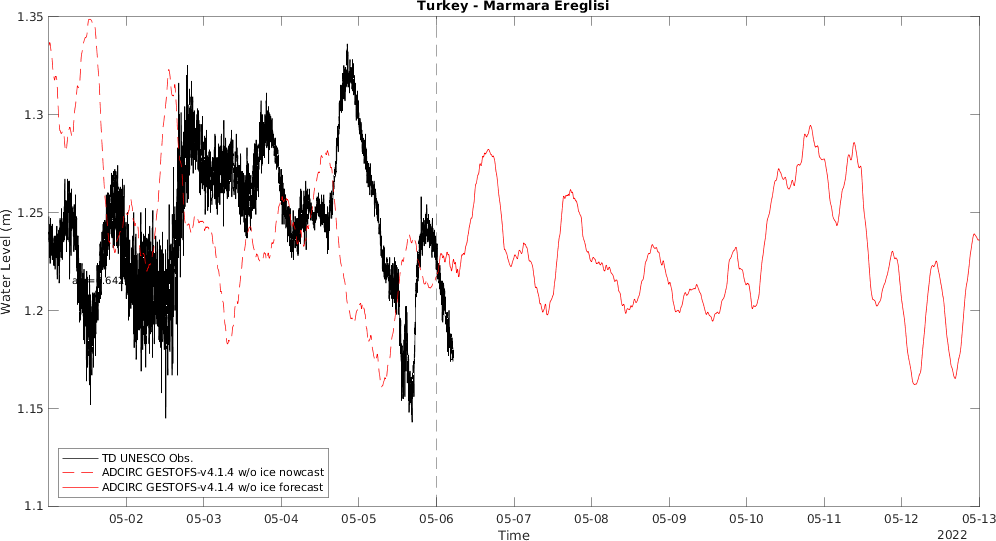 Turkey - Marmara Ereglisi
1.35
1.3
1.25
1.2
1.15
1.1
Water Level (m)
TD UNESCO Obs.
ADCIRC GESTOFS-v4.1.4 w/o ice nowcast
ADCIRC GESTOFS-v4.1.4 w/o ice forecast
05-02 05-03 05-04 05-05 05-06 05-07 05-08 05-09 05-10 05-11 05-12 05-13
Time
2022